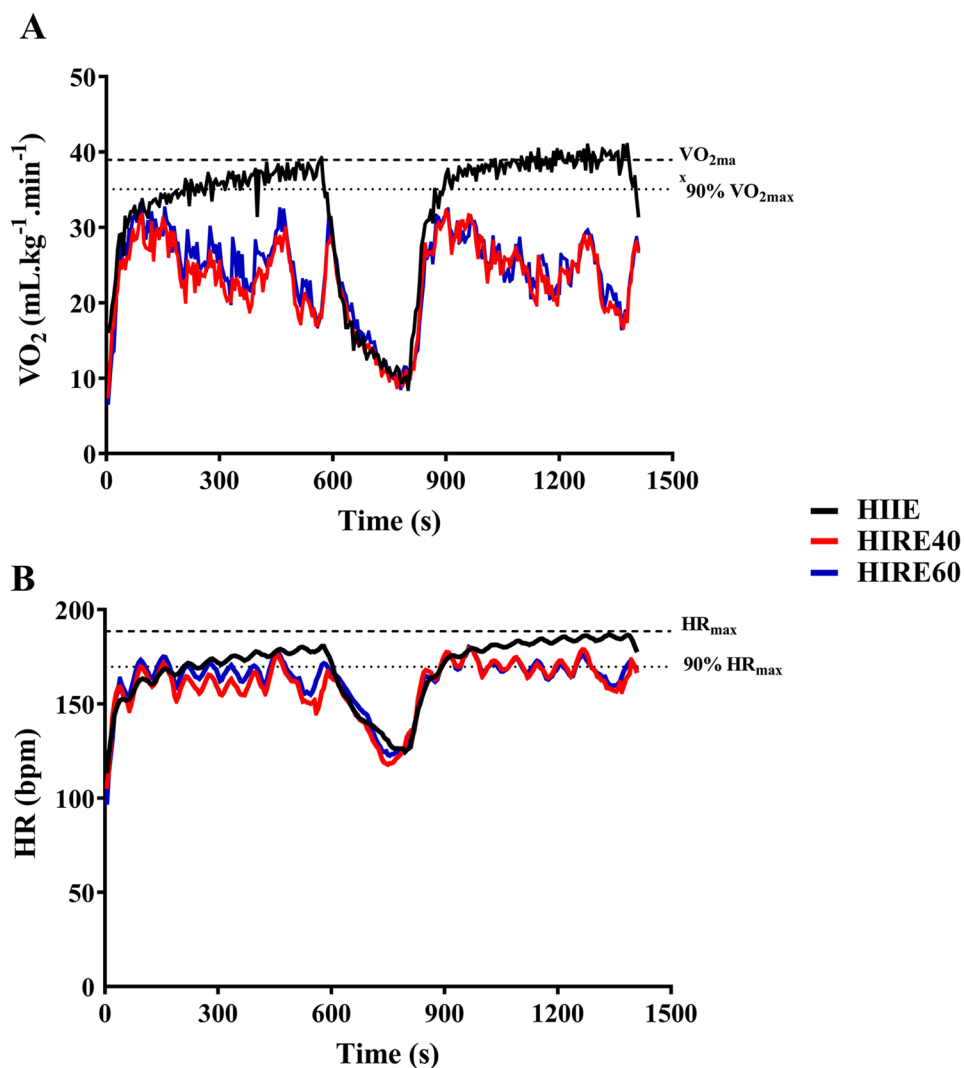 A
50
40
30
20
10
0
VO₂ (mL.kg⁻¹.min⁻¹)
VO₂ma
x
90% VO₂max
0 300 600 900 1200 1500
Time (s)
HIIE
HIRE40
HIRE60
B
200
150
100
50
0
HR (bpm)
HRmax
90% HRmax
0 300 600 900 1200 1500
Time (s)